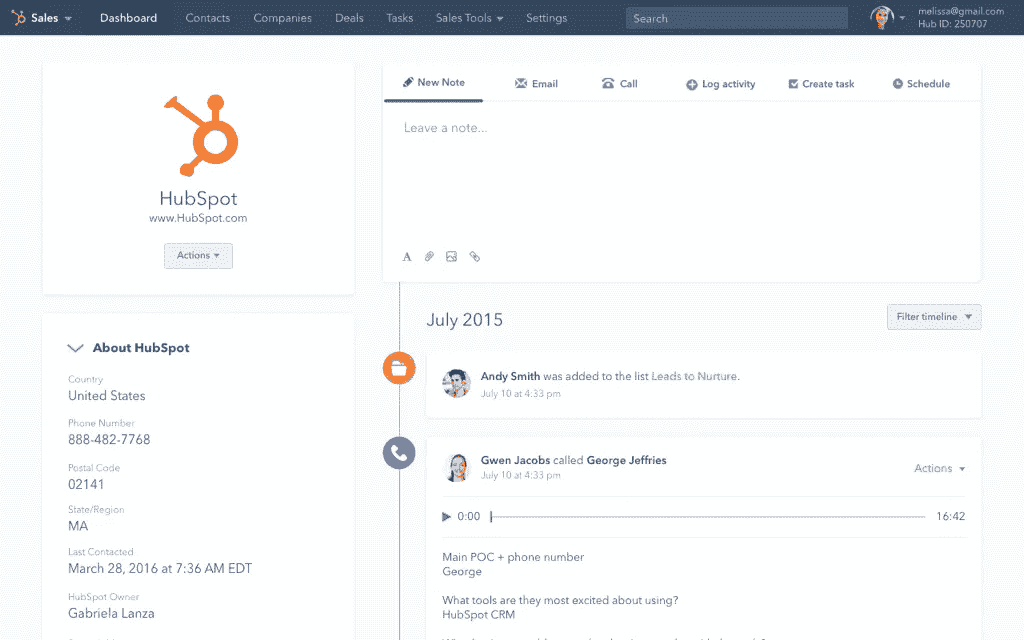 Sales
Dashboard
Contacts
Companies
Deals
Tasks
Sales Tools
Settings
Search
melissa@gmail.com
Hub ID: 250707
HubSpot
www.HubSpot.com
Actions
About HubSpot
Country
United States
Phone Number
888-482-7768
Postal Code
02141
State/Region
MA
Last Contacted
March 28, 2016 at 7:36 AM EDT
HubSpot Owner
Gabriela Lanza
New Note
Email
Call
Log activity
Create task
Schedule
Leave a note...
A
July 2015
Filter timeline
Andy Smith was added to the list Leads to Nurture.
July 10 at 4:33 pm
Gwen Jacobs called George Jeffries
July 10 at 4:33 pm
Actions
0:00
16:42
Main POC + phone number
George
What tools are they most excited about using?
HubSpot CRM